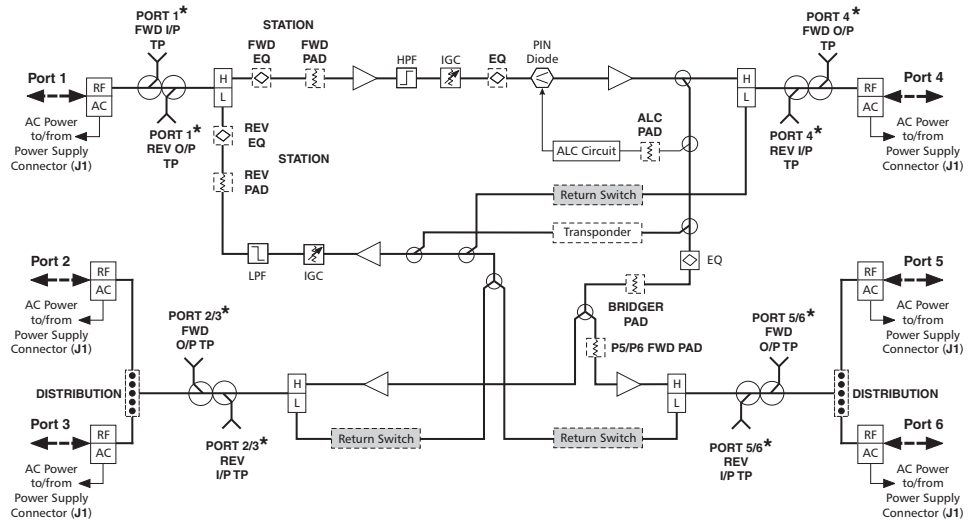 PORT 1*
FWD I/P
TP
STATION
FWD
EQ
FWD
PAD
HPF
IGC
EQ
PIN
Diode
PORT 4*
FWD O/P
TP
Port 1
RF
AC
H
L
H
L
RF
AC
Port 4
AC Power
to/from
Power Supply
Connector (J1)
PORT 1*
REV O/P
TP
REV
EQ
STATION
REV
PAD
ALC
PAD
ALC Circuit
PORT 4*
REV I/P
TP
AC Power
to/from
Power Supply
Connector (J1)
Return Switch
Transponder
LPF
IGC
EQ
Port 2
RF
AC
AC Power
to/from
Power Supply
Connector (J1)
PORT 2/3*
FWD
O/P TP
BRIDGER
PAD
P5/P6 FWD PAD
PORT 5/6*
FWD
O/P TP
Port 5
RF
AC
AC Power
to/from
Power Supply
Connector (J1)
DISTRIBUTION
H
L
H
L
DISTRIBUTION
Port 3
RF
AC
AC Power
to/from
Power Supply
Connector (J1)
PORT 2/3*
REV
I/P TP
Return Switch
Return Switch
PORT 5/6*
REV
I/P TP
Port 6
RF
AC
AC Power
to/from
Power Supply
Connector (J1)